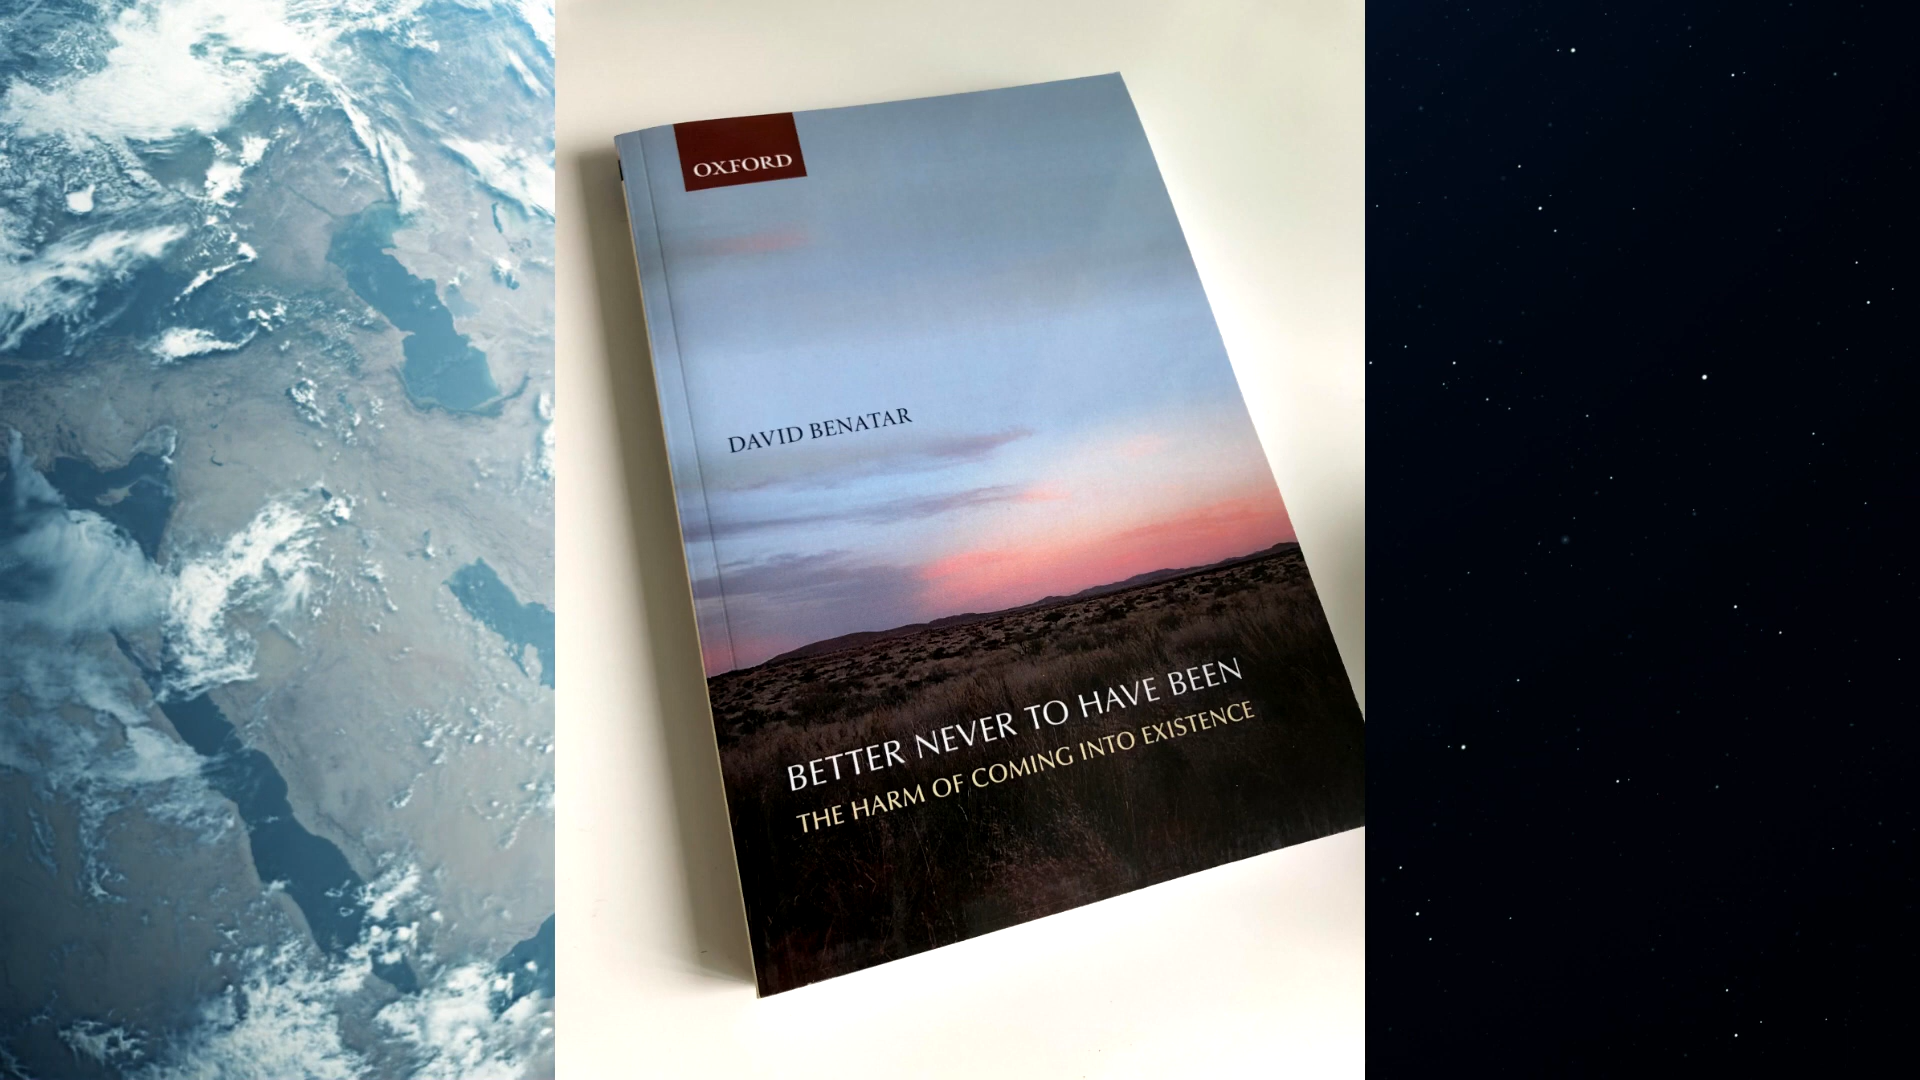 OXFORD
DAVID BENATAR
BETTER NEVER TO HAVE BEEN
THE HARM OF COMING INTO EXISTENCE